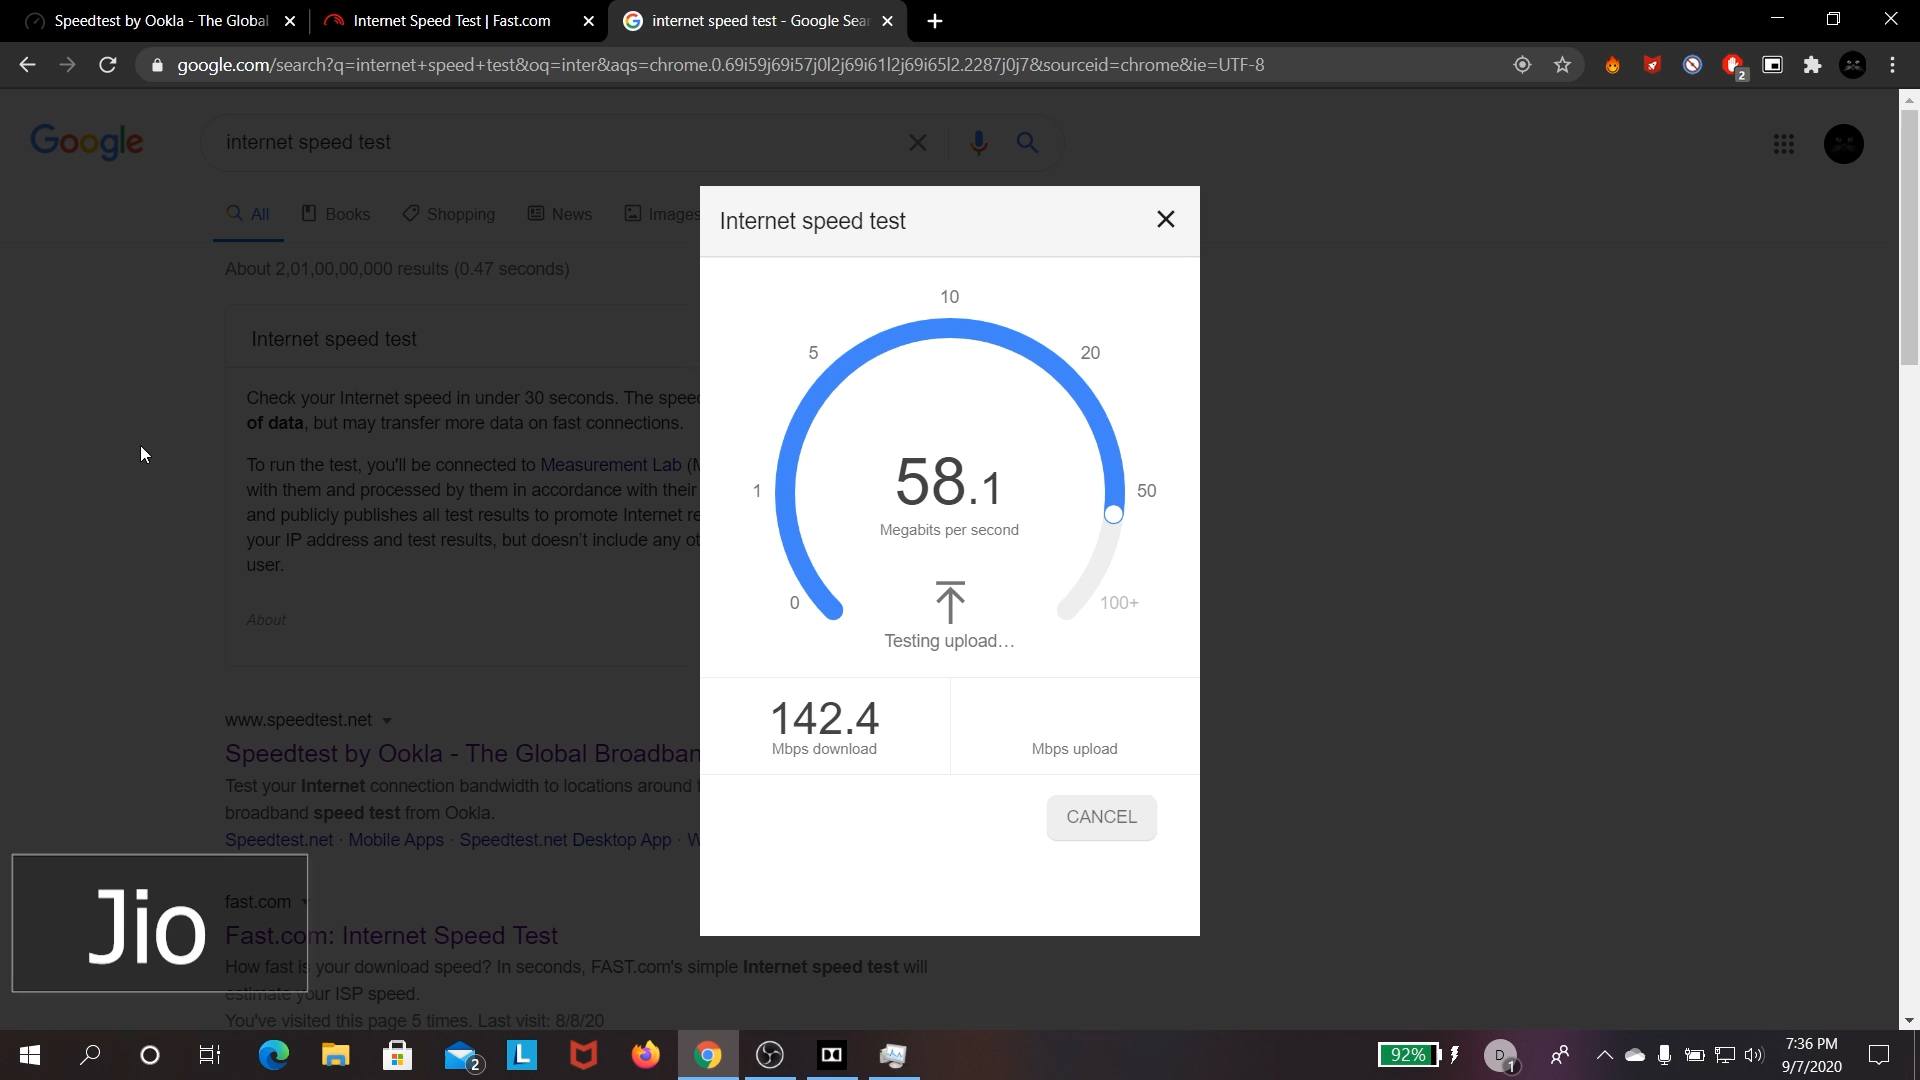 Speedtest by Ookla - The Global
Internet Speed Test | Fast.com
internet speed test - Google Sear
google.com/search?q=internet+speed+test&oq=inter&aqs=chrome.0.69i59j69i57j0l2j69i61l2j69i65l2.2287j0j7&sourceid=chrome&ie=UTF-8
2
Google
internet speed test
All
Books
Shopping
News
Images
About 2,01,00,00,000 results (0.47 seconds)
Internet speed test
Check your Internet speed in under 30 seconds. The speed
of data, but may transfer more data on fast connections.
To run the test, you'll be connected to Measurement Lab (M
with them and processed by them in accordance with their
and publicly publishes all test results to promote Internet re
your IP address and test results, but doesn't include any ot
user.
About
www.speedtest.net
Speedtest by Ookla - The Global Broadban
Test your Internet connection bandwidth to locations around
broadband speed test from Ookla.
Speedtest.net · Mobile Apps · Speedtest.net Desktop App · W
fast.com
Fast.com: Internet Speed Test
How fast is your download speed? In seconds, FAST.com's simple Internet speed test will
estimate your ISP speed.
You've visited this page 5 times. Last visit: 8/8/20
Jio
Internet speed test
10
5
20
1
50
0
100+
58.1
Megabits per second
Testing upload...
142.4
Mbps download
Mbps upload
CANCEL
2
L
92%
D
1
7:36 PM
9/7/2020